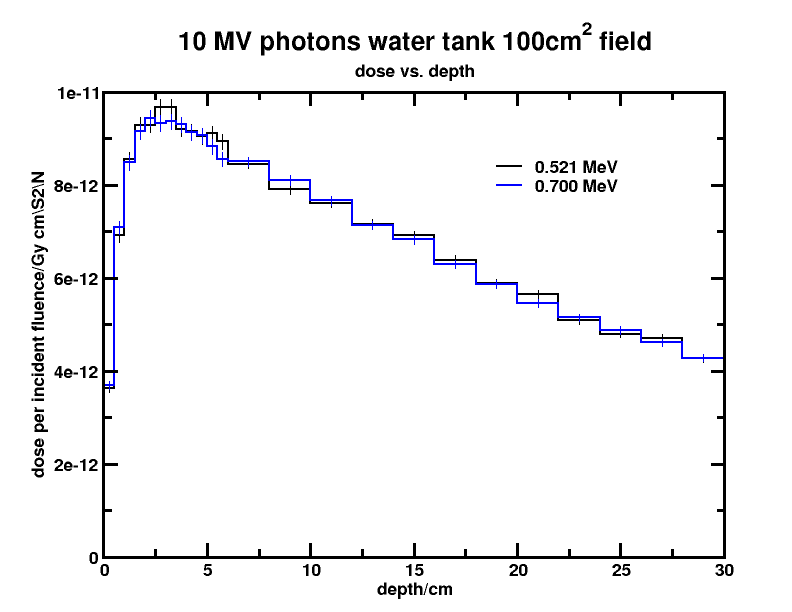 10 MV photons water tank 100cm² field
dose vs. depth
1e-11
8e-12
6e-12
4e-12
2e-12
0
dose per incident fluence/Gy cm\S2\N
0.521 MeV
0.700 MeV
0 5 10 15 20 25 30
depth/cm